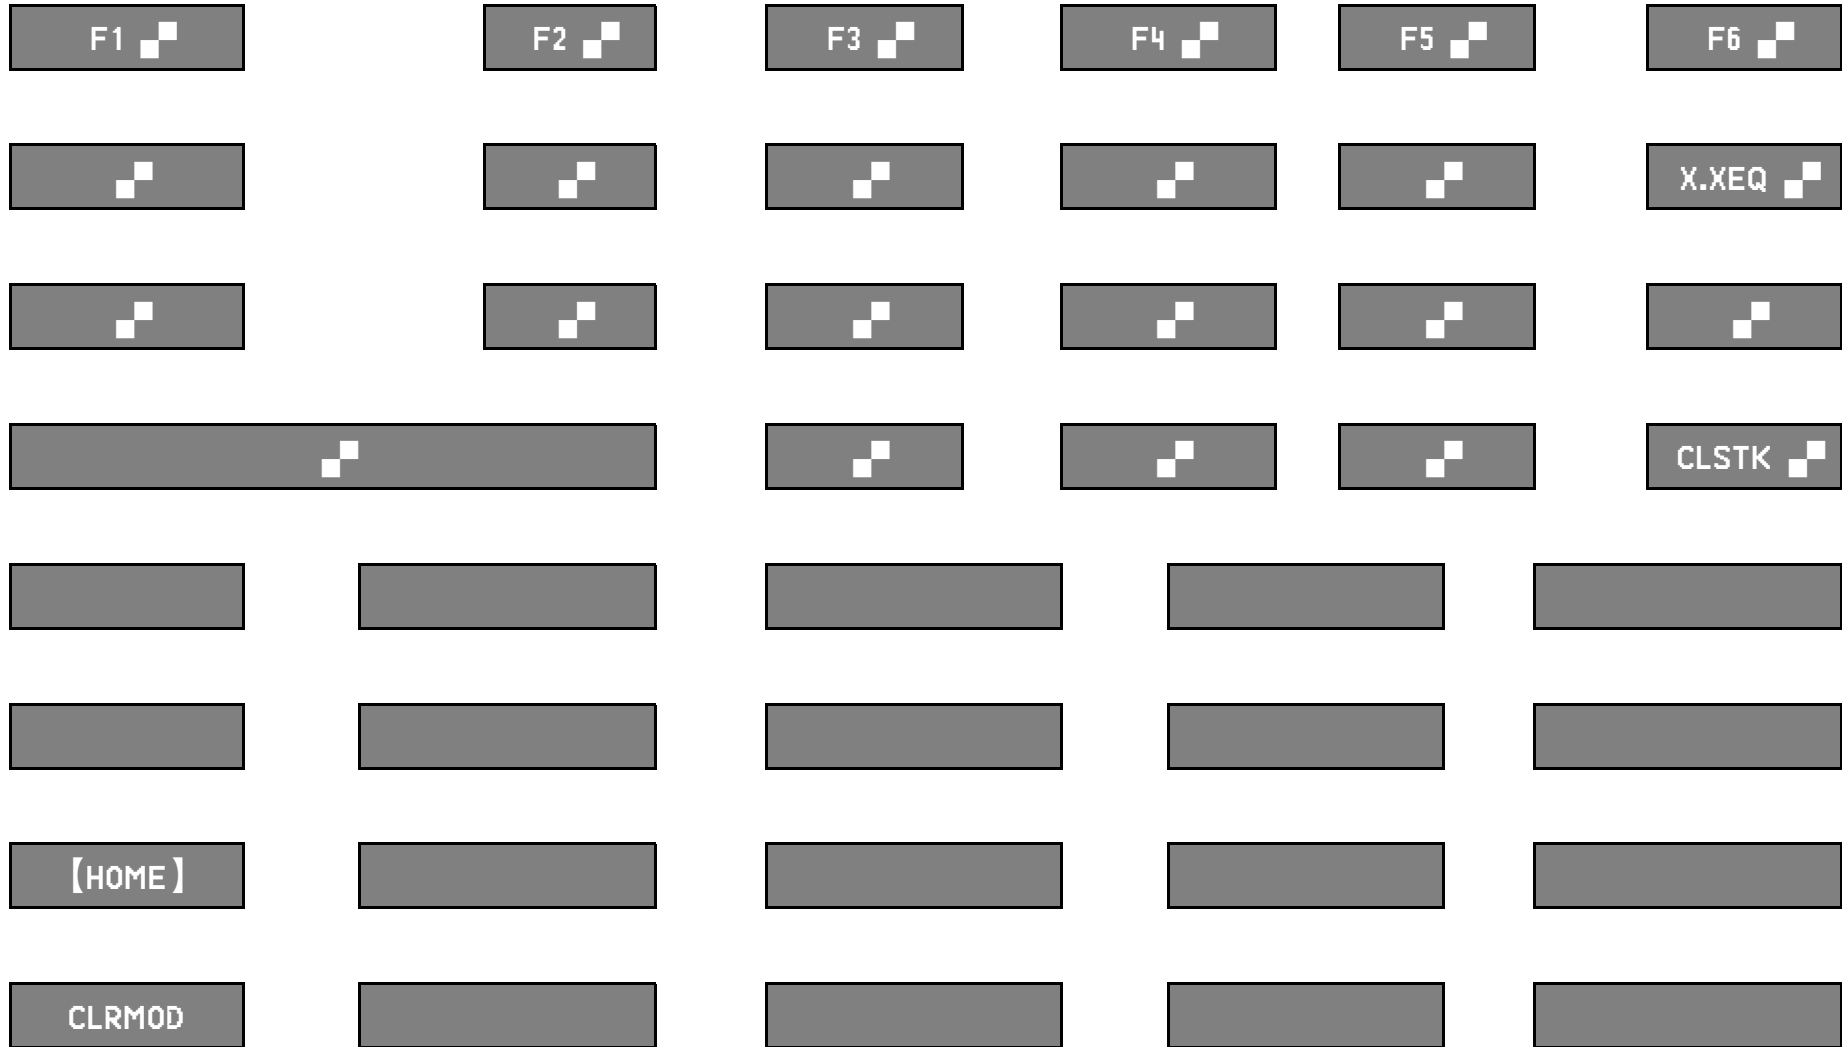 F1 ▞ F2 ▞ F3 ▞ F4 ▞ F5 ▞ F6 ▞
▞ ▞ ▞ ▞ ▞ X.XEQ ▞
▞ ▞ ▞ ▞ ▞ ▞
▞ ▞ ▞ ▞ CLSTK ▞
【HOME】
CLRMOD